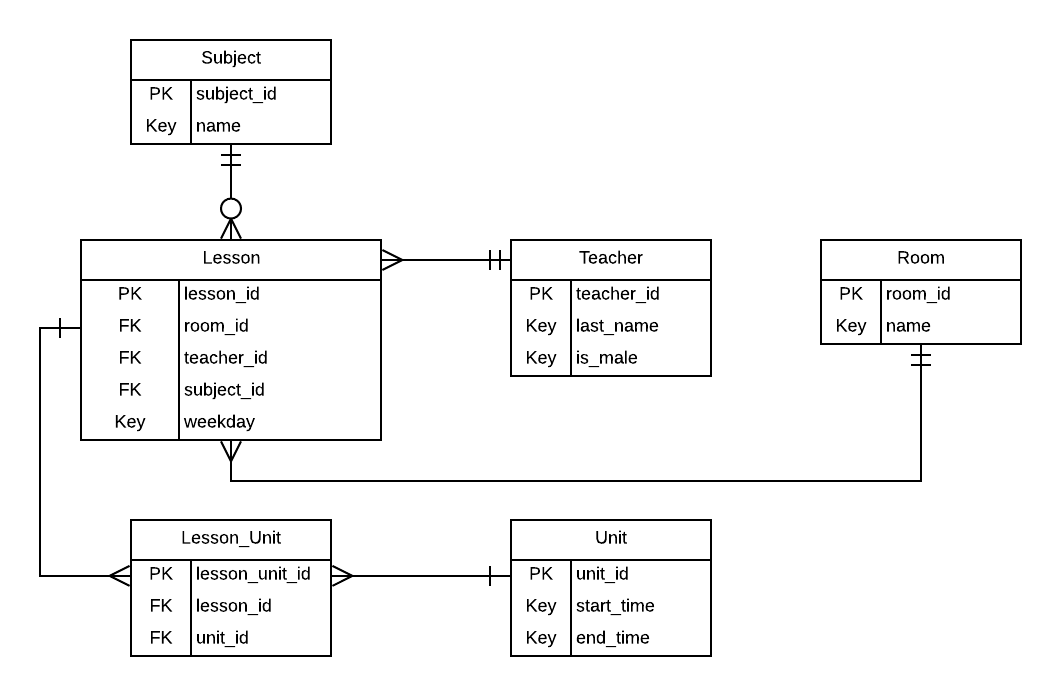 Subject
PK subject_id
Key name
Lesson
PK lesson_id
FK room_id
FK teacher_id
FK subject_id
Key weekday
Teacher
PK teacher_id
Key last_name
Key is_male
Room
PK room_id
Key name
Lesson_Unit
PK lesson_unit_id
FK lesson_id
FK unit_id
Unit
PK unit_id
Key start_time
Key end_time